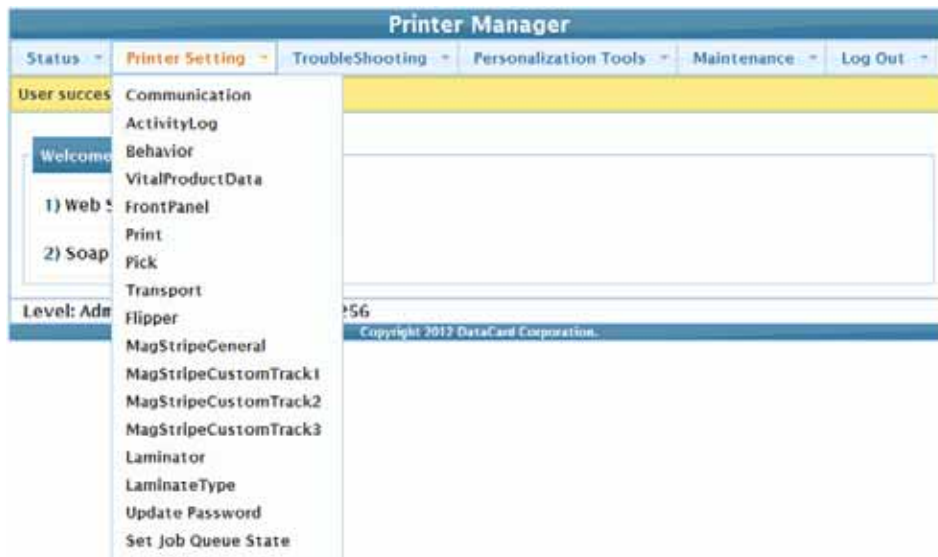 Printer Manager
Status Printer Setting TroubleShooting Personalization Tools Maintenance Log Out
User succes
Communication
ActivityLog
Welcome
Behavior
VitalProductData
1) Web S
FrontPanel
Print
2) Soap
Pick
Transport
Level: Adm
Flipper
256
Copyright 2012 DataCard Corporation.
MagStripeGeneral
MagStripeCustomTrack1
MagStripeCustomTrack2
MagStripeCustomTrack3
Laminator
LaminateType
Update Password
Set Job Queue State